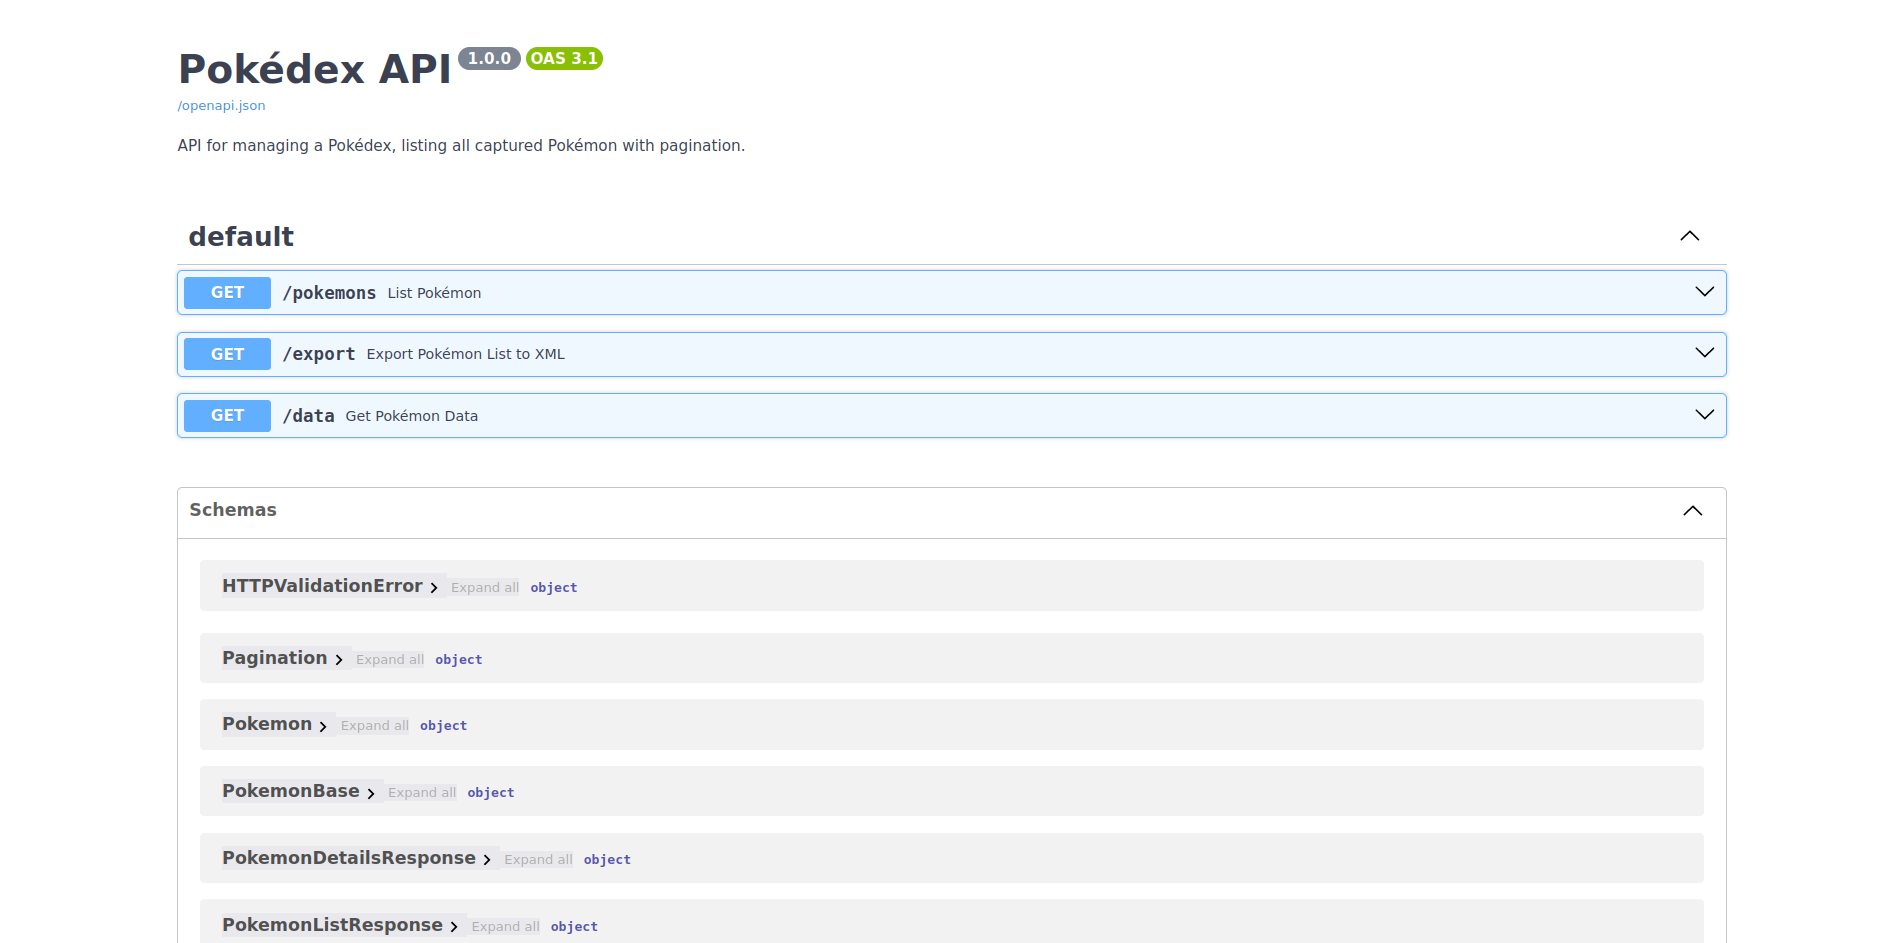 Pokédex API 1.0.0 OAS 3.1
/openapi.json
API for managing a Pokédex, listing all captured Pokémon with pagination.
default
GET /pokemons List Pokémon
GET /export Export Pokémon List to XML
GET /data Get Pokémon Data
Schemas
HTTPValidationError Expand all object
Pagination Expand all object
Pokemon Expand all object
PokemonBase Expand all object
PokemonDetailsResponse Expand all object
PokemonListResponse Expand all object